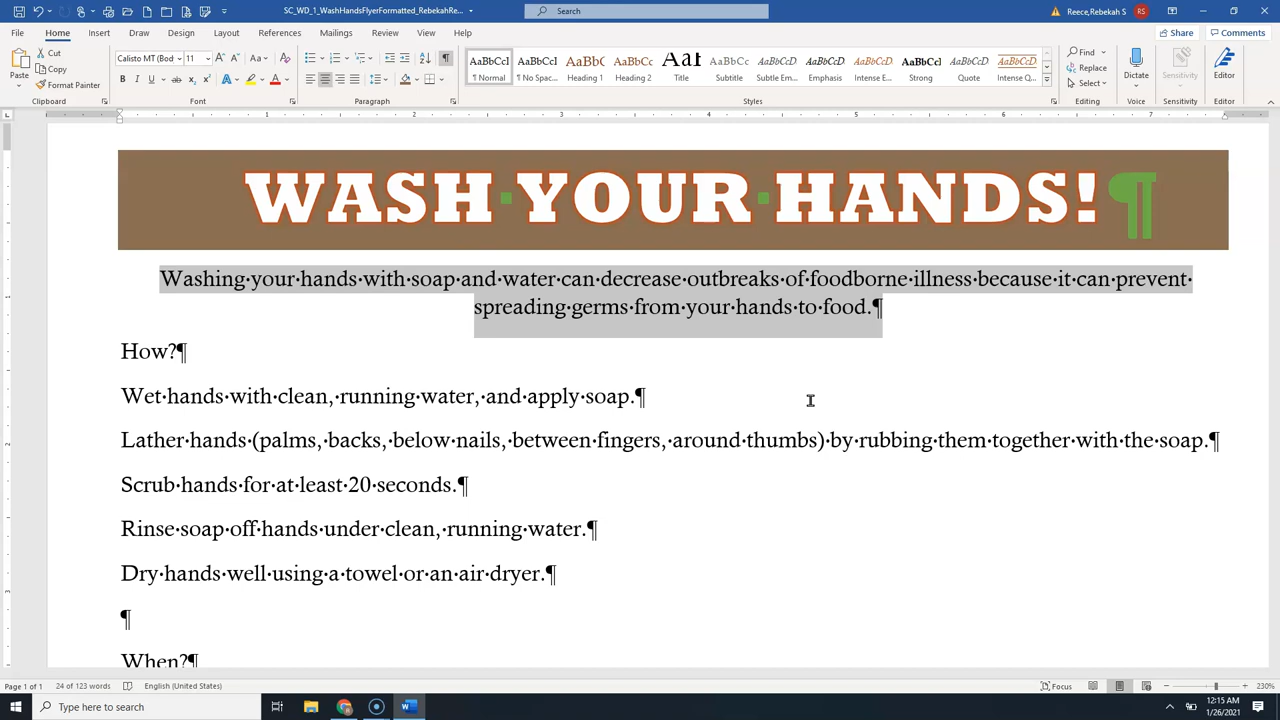 SC_WD_1_WashHandsFlyerFormatted_RebekahRe...
Search
Reece,Rebekah S
File Home Insert Draw Design Layout References Mailings Review View Help
Share Comments
Paste
Cut
Copy
Format Painter
Calisto MT (Bod 11
AaBbCcI AaBbCcI AaBbC AaBbCcI AaI AaBbCcD AaBbCcD AaBbCcD AaBbCcD AaBbCcI AaBbCcD AaBbCcD
¶ Normal ¶ No Spac... Heading 1 Heading 2 Title Subtitle Subtle Em... Emphasis Intense E... Strong Quote Intense Q...
Find
Replace
Select
Dictate
Sensitivity
Editor
Clipboard Font Paragraph Styles Editing Voice Sensitivity Editor
WASH·YOUR·HANDS!¶
Washing·your·hands·with·soap·and·water·can·decrease·outbreaks·of·foodborne·illness·because·it·can·prevent·
spreading·germs·from·your·hands·to·food.¶
How?¶
Wet·hands·with·clean,·running·water,·and·apply·soap.¶
Lather·hands·(palms,·backs,·below·nails,·between·fingers,·around·thumbs)·by·rubbing·them·together·with·the·soap.¶
Scrub·hands·for·at·least·20·seconds.¶
Rinse·soap·off·hands·under·clean,·running·water.¶
Dry·hands·well·using·a·towel·or·an·air·dryer.¶
¶
When?¶
Page 1 of 1 24 of 123 words English (United States) Focus 230%
Type here to search
12:15 AM
1/26/2021